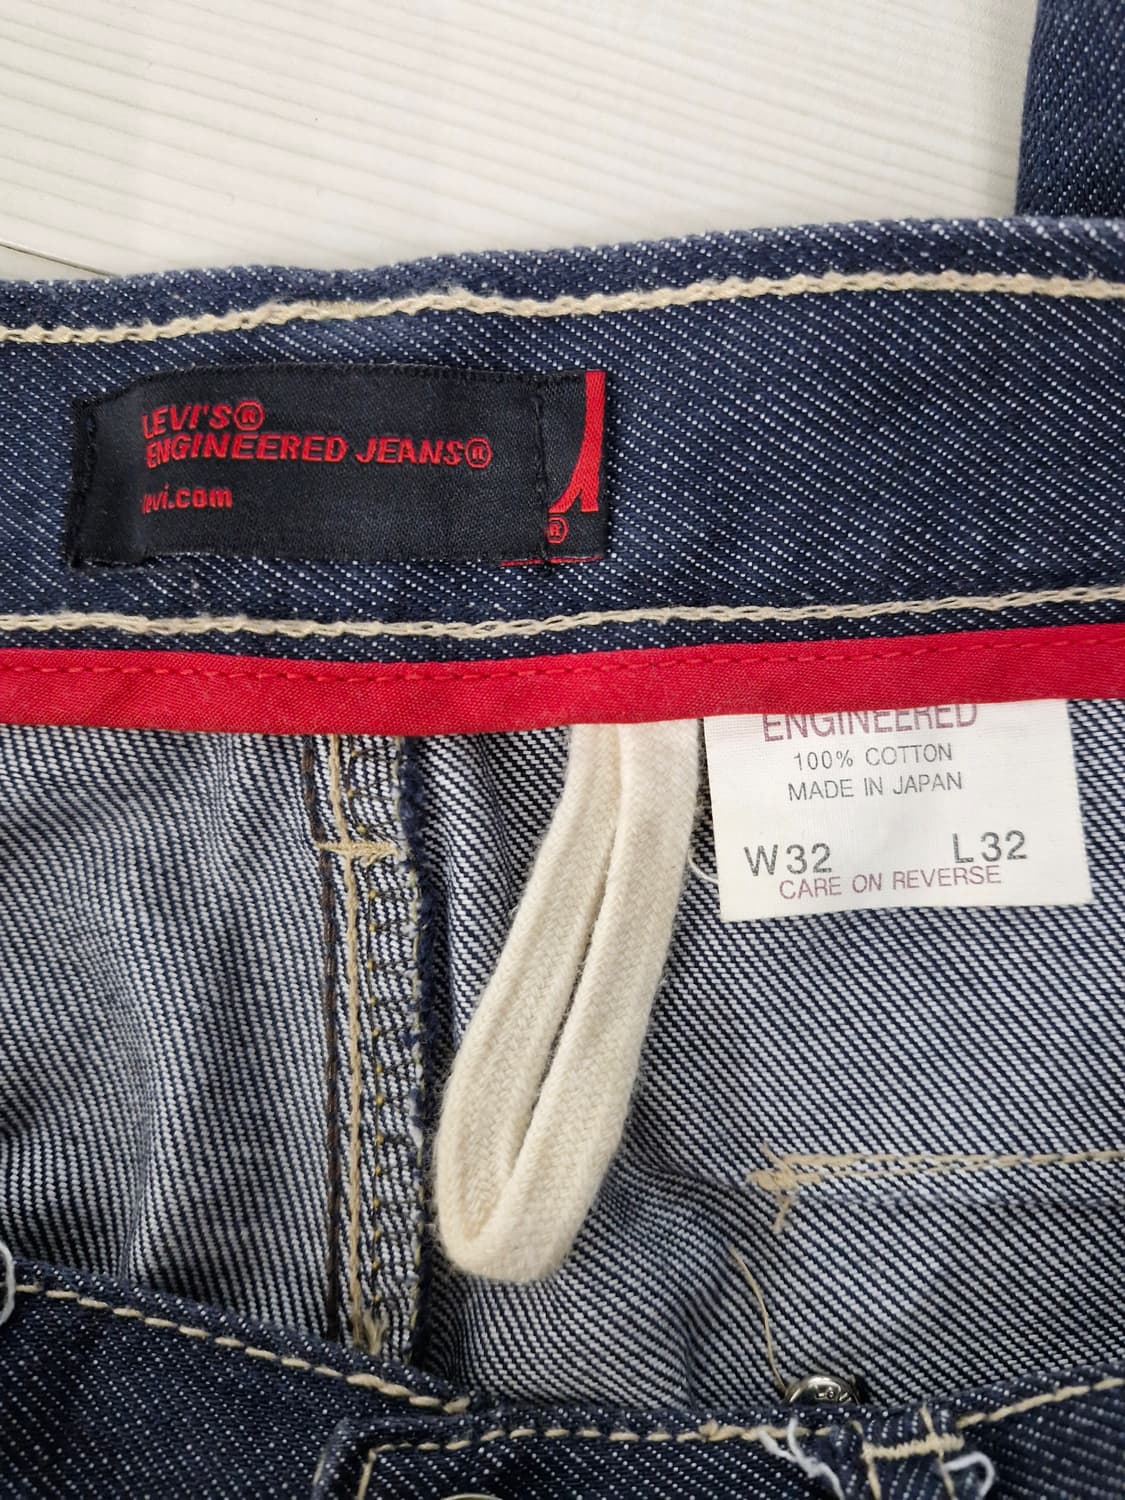 LEVI'S®
ENGINEERED JEANS®
levi.com
®
ENGINEERED
100% COTTON
MADE IN JAPAN
W32 L32
CARE ON REVERSE